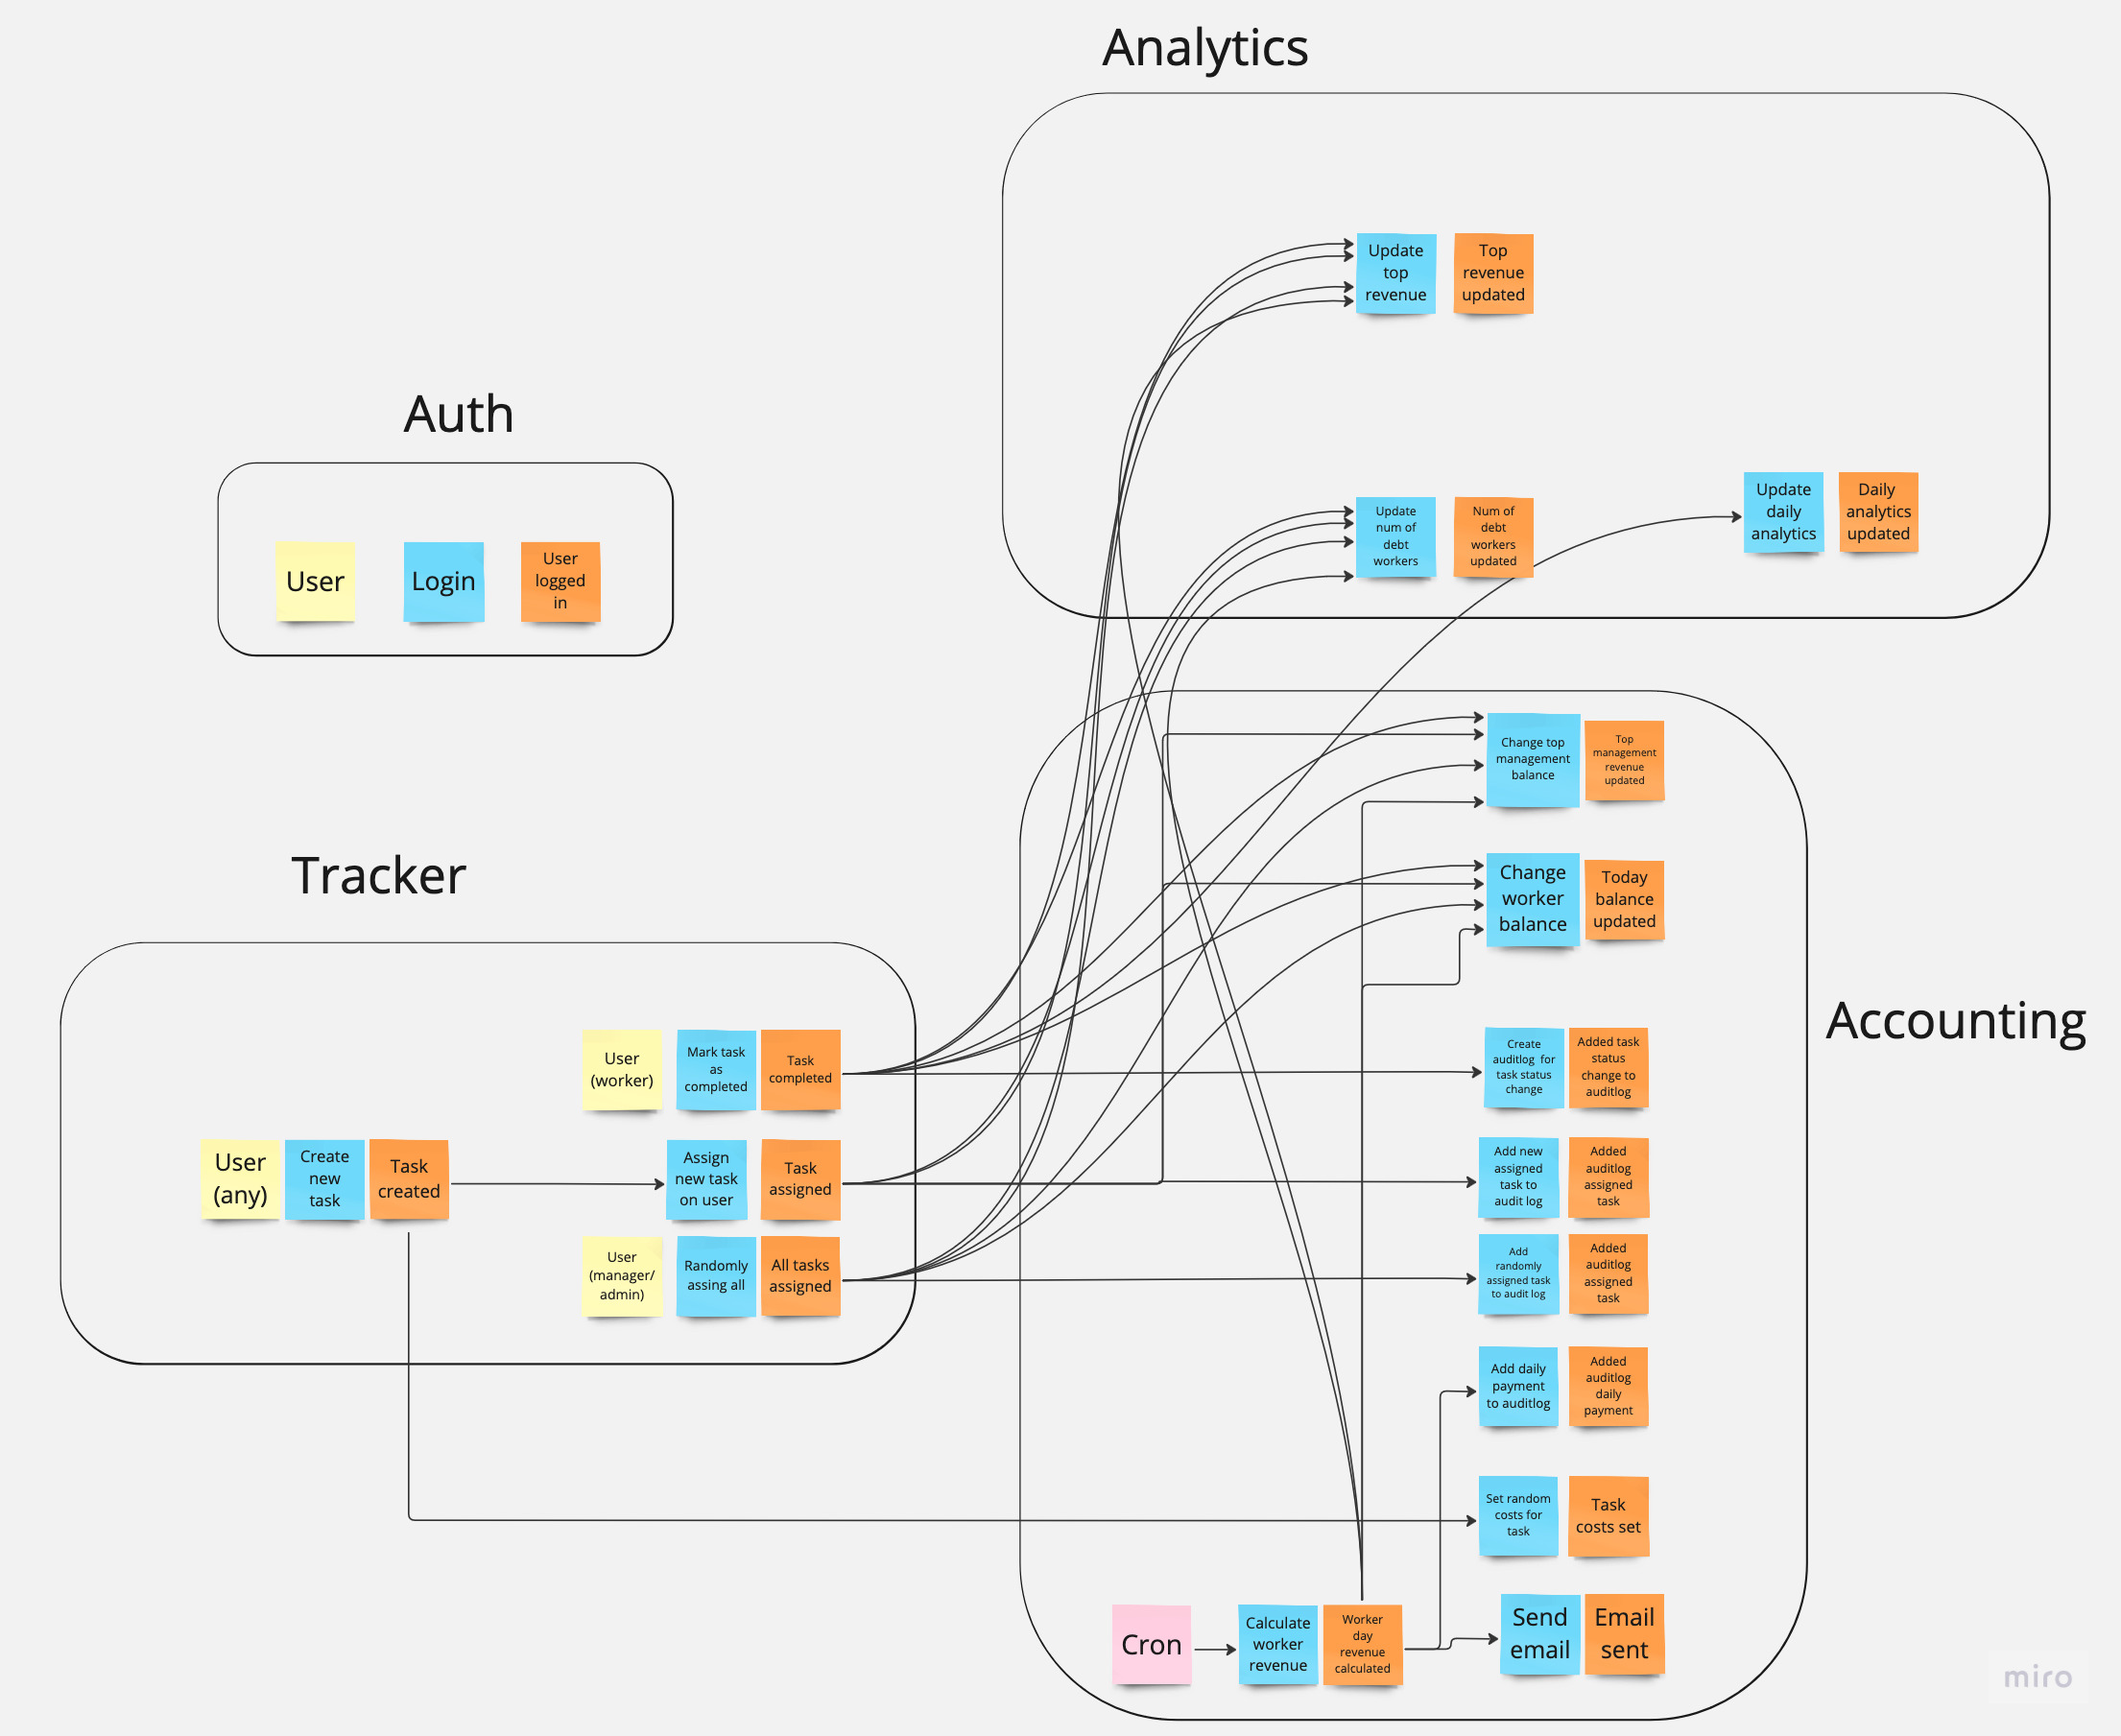 Analytics
Update
top
revenue
Top
revenue
updated
Update
num of
debt
workers
Num of
debt
workers
updated
Update
daily
analytics
Daily
analytics
updated
Auth
User
Login
User
logged
in
Tracker
User
(worker)
Mark task
as
completed
Task
completed
User
(any)
Create
new
task
Task
created
Assign
new task
on user
Task
assigned
User
(manager/
admin)
Randomly
assing all
All tasks
assigned
Accounting
Change top
management
balance
Top
management
revenue
updated
Change
worker
balance
Today
balance
updated
Create
auditlog for
task status
change
Added task
status
change to
auditlog
Add new
assigned
task to
audit log
Added
auditlog
assigned
task
Add
randomly
assigned task
to audit log
Added
auditlog
assigned
task
Add daily
payment
to auditlog
Added
auditlog
daily
payment
Set random
costs for
task
Task
costs set
Cron
Calculate
worker
revenue
Worker
day
revenue
calculated
Send
email
Email
sent
miro